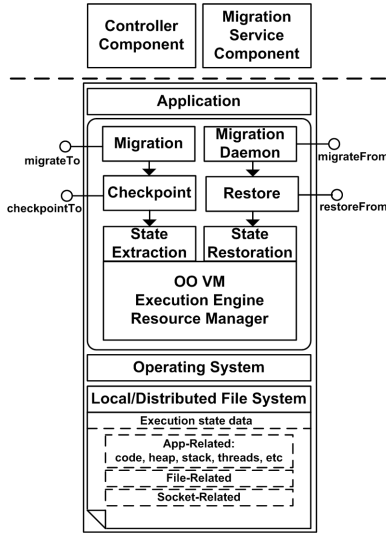 Controller
Component
Migration
Service
Component
Application
Migration
Migration
Daemon
migrateTo
migrateFrom
Checkpoint
Restore
checkpointTo
restoreFrom
State
Extraction
State
Restoration
OO VM
Execution Engine
Resource Manager
Operating System
Local/Distributed File System
Execution state data
App-Related:
code, heap, stack, threads, etc
File-Related
Socket-Related